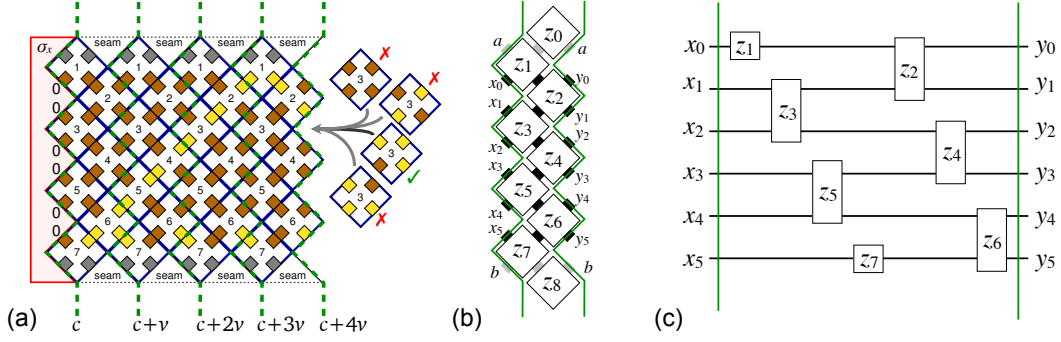 σx
seam seam seam seam
1 1 1 1
0
0
2 2 2 2
3 3 3 3
0
0
4 4 4 4
5 5 5 5
0
0
6 6 6 6
7 7 7 7
seam seam seam seam
3 ✗
3 ✗
3 ✓
3 ✗
(a)
c c+v c+2v c+3v c+4v
z0
a a
z1
x0 y0
z2
x1 y1
z3
x2 y2
z4
x3 y3
z5
x4 y4
z6
x5 y5
z7
b b
z8
(b)
x0 z1 z2 y0
x1 z3 y1
x2 z4 y2
x3 z5 y3
x4 z6 y4
x5 z7 y5
(c)